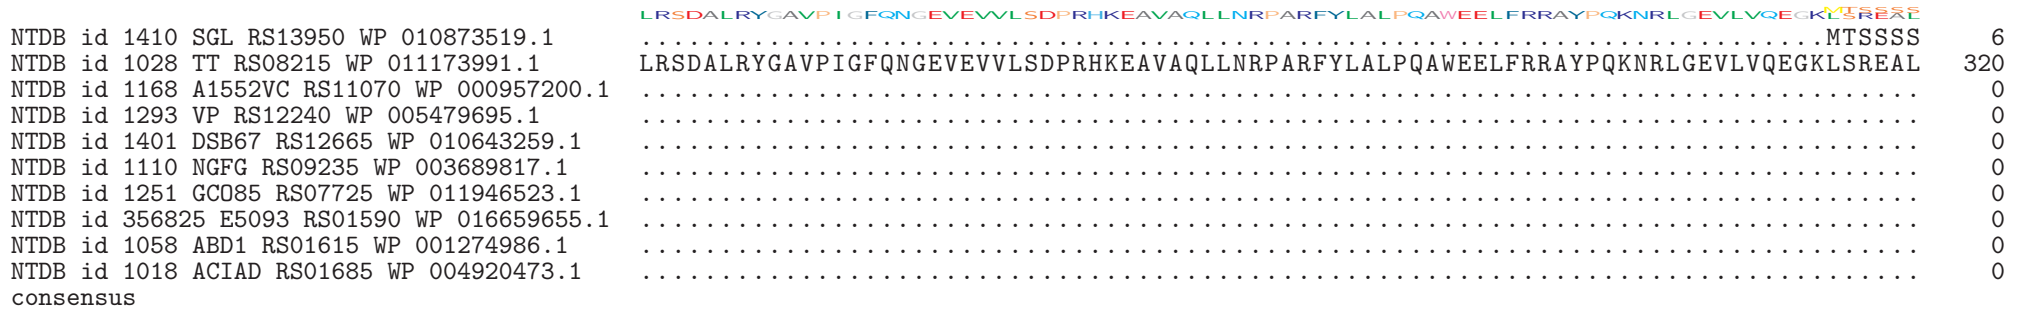 LRSDALRYGAVPIGFQNGEVEVVLSDPRHKEAVAQLLNRPARFYLALPQAWEELFRRAYPQKNRLGEVLVQEGKLSREAL
NTDB id 1410 SGL RS13950 WP 010873519.1 ..........................................................................MTSSSS 6
NTDB id 1028 TT RS08215 WP 011173991.1 LRSDALRYGAVPIGFQNGEVEVVLSDPRHKEAVAQLLNRPARFYLALPQAWEELFRRAYPQKNRLGEVLVQEGKLSREAL 320
NTDB id 1168 A1552VC RS11070 WP 000957200.1 ................................................................................ 0
NTDB id 1293 VP RS12240 WP 005479695.1 ................................................................................ 0
NTDB id 1401 DSB67 RS12665 WP 010643259.1 ................................................................................ 0
NTDB id 1110 NGFG RS09235 WP 003689817.1 ................................................................................ 0
NTDB id 1251 GCO85 RS07725 WP 011946523.1 ................................................................................ 0
NTDB id 356825 E5093 RS01590 WP 016659655.1 ................................................................................ 0
NTDB id 1058 ABD1 RS01615 WP 001274986.1 ................................................................................ 0
NTDB id 1018 ACIAD RS01685 WP 004920473.1 ................................................................................ 0
consensus